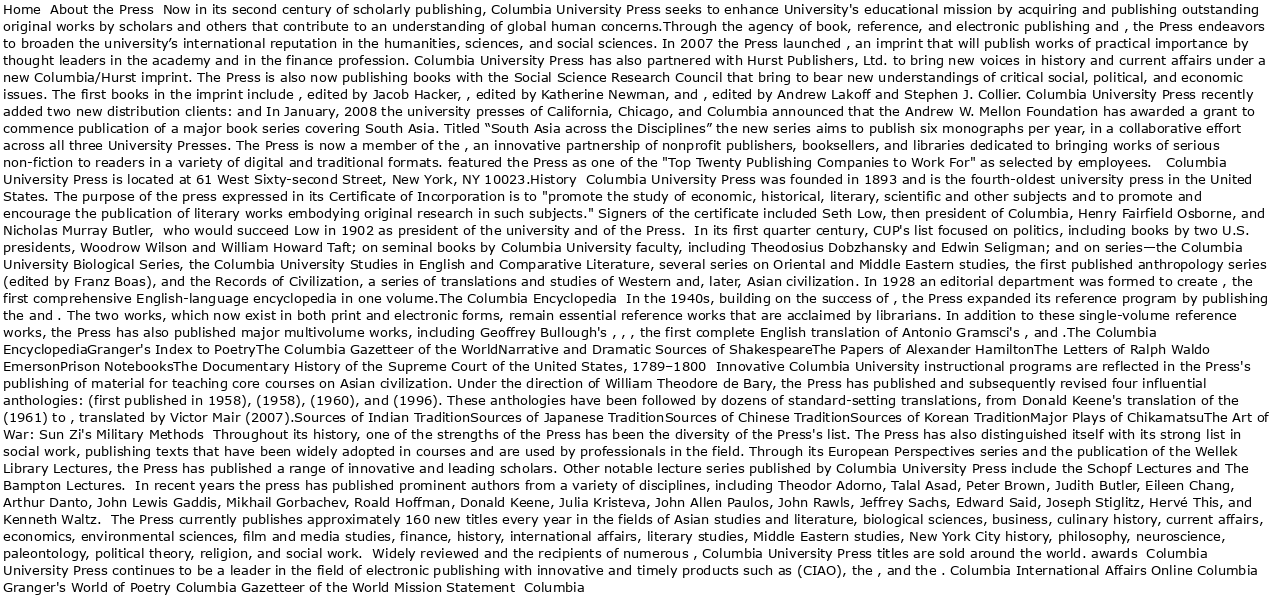 Home  About the Press  Now in its second century of scholarly publishing, Columbia University Press seeks to enhance University's educational mission by acquiring and publishing outstanding
original works by scholars and others that contribute to an understanding of global human concerns.Through the agency of book, reference, and electronic publishing and , the Press endeavors
to broaden the university’s international reputation in the humanities, sciences, and social sciences. In 2007 the Press launched , an imprint that will publish works of practical importance by
thought leaders in the academy and in the finance profession. Columbia University Press has also partnered with Hurst Publishers, Ltd. to bring new voices in history and current affairs under a
new Columbia/Hurst imprint. The Press is also now publishing books with the Social Science Research Council that bring to bear new understandings of critical social, political, and economic
issues. The first books in the imprint include , edited by Jacob Hacker, , edited by Katherine Newman, and , edited by Andrew Lakoff and Stephen J. Collier. Columbia University Press recently
added two new distribution clients: and In January, 2008 the university presses of California, Chicago, and Columbia announced that the Andrew W. Mellon Foundation has awarded a grant to
commence publication of a major book series covering South Asia. Titled “South Asia across the Disciplines” the new series aims to publish six monographs per year, in a collaborative effort
across all three University Presses. The Press is now a member of the , an innovative partnership of nonprofit publishers, booksellers, and libraries dedicated to bringing works of serious
non-fiction to readers in a variety of digital and traditional formats. featured the Press as one of the "Top Twenty Publishing Companies to Work For" as selected by employees.   Columbia
University Press is located at 61 West Sixty-second Street, New York, NY 10023.History  Columbia University Press was founded in 1893 and is the fourth-oldest university press in the United
States. The purpose of the press expressed in its Certificate of Incorporation is to "promote the study of economic, historical, literary, scientific and other subjects and to promote and
encourage the publication of literary works embodying original research in such subjects." Signers of the certificate included Seth Low, then president of Columbia, Henry Fairfield Osborne, and
Nicholas Murray Butler,  who would succeed Low in 1902 as president of the university and of the Press.  In its first quarter century, CUP's list focused on politics, including books by two U.S.
presidents, Woodrow Wilson and William Howard Taft; on seminal books by Columbia University faculty, including Theodosius Dobzhansky and Edwin Seligman; and on series—the Columbia
University Biological Series, the Columbia University Studies in English and Comparative Literature, several series on Oriental and Middle Eastern studies, the first published anthropology series
(edited by Franz Boas), and the Records of Civilization, a series of translations and studies of Western and, later, Asian civilization. In 1928 an editorial department was formed to create , the
first comprehensive English-language encyclopedia in one volume.The Columbia Encyclopedia  In the 1940s, building on the success of , the Press expanded its reference program by publishing
the and . The two works, which now exist in both print and electronic forms, remain essential reference works that are acclaimed by librarians. In addition to these single-volume reference
works, the Press has also published major multivolume works, including Geoffrey Bullough's , , , the first complete English translation of Antonio Gramsci's , and .The Columbia
EncyclopediaGranger's Index to PoetryThe Columbia Gazetteer of the WorldNarrative and Dramatic Sources of ShakespeareThe Papers of Alexander HamiltonThe Letters of Ralph Waldo
EmersonPrison NotebooksThe Documentary History of the Supreme Court of the United States, 1789–1800  Innovative Columbia University instructional programs are reflected in the Press's
publishing of material for teaching core courses on Asian civilization. Under the direction of William Theodore de Bary, the Press has published and subsequently revised four influential
anthologies: (first published in 1958), (1958), (1960), and (1996). These anthologies have been followed by dozens of standard-setting translations, from Donald Keene's translation of the
(1961) to , translated by Victor Mair (2007).Sources of Indian TraditionSources of Japanese TraditionSources of Chinese TraditionSources of Korean TraditionMajor Plays of ChikamatsuThe Art of
War: Sun Zi's Military Methods  Throughout its history, one of the strengths of the Press has been the diversity of the Press's list. The Press has also distinguished itself with its strong list in
social work, publishing texts that have been widely adopted in courses and are used by professionals in the field. Through its European Perspectives series and the publication of the Wellek
Library Lectures, the Press has published a range of innovative and leading scholars. Other notable lecture series published by Columbia University Press include the Schopf Lectures and The
Bampton Lectures.  In recent years the press has published prominent authors from a variety of disciplines, including Theodor Adorno, Talal Asad, Peter Brown, Judith Butler, Eileen Chang,
Arthur Danto, John Lewis Gaddis, Mikhail Gorbachev, Roald Hoffman, Donald Keene, Julia Kristeva, John Allen Paulos, John Rawls, Jeffrey Sachs, Edward Said, Joseph Stiglitz, Hervé This, and
Kenneth Waltz.  The Press currently publishes approximately 160 new titles every year in the fields of Asian studies and literature, biological sciences, business, culinary history, current affairs,
economics, environmental sciences, film and media studies, finance, history, international affairs, literary studies, Middle Eastern studies, New York City history, philosophy, neuroscience,
paleontology, political theory, religion, and social work.  Widely reviewed and the recipients of numerous , Columbia University Press titles are sold around the world. awards  Columbia
University Press continues to be a leader in the field of electronic publishing with innovative and timely products such as (CIAO), the , and the . Columbia International Affairs Online Columbia
Granger's World of Poetry Columbia Gazetteer of the World Mission Statement  Columbia